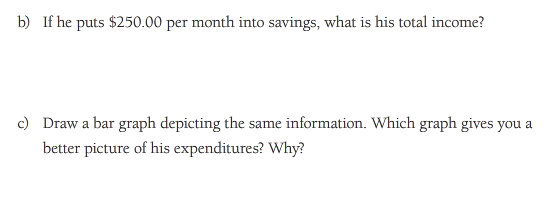 b) If he puts $250.00 per month into savings, what is his total income?
c) Draw a bar graph depicting the same information. Which graph gives you a
better picture of his expenditures? Why?